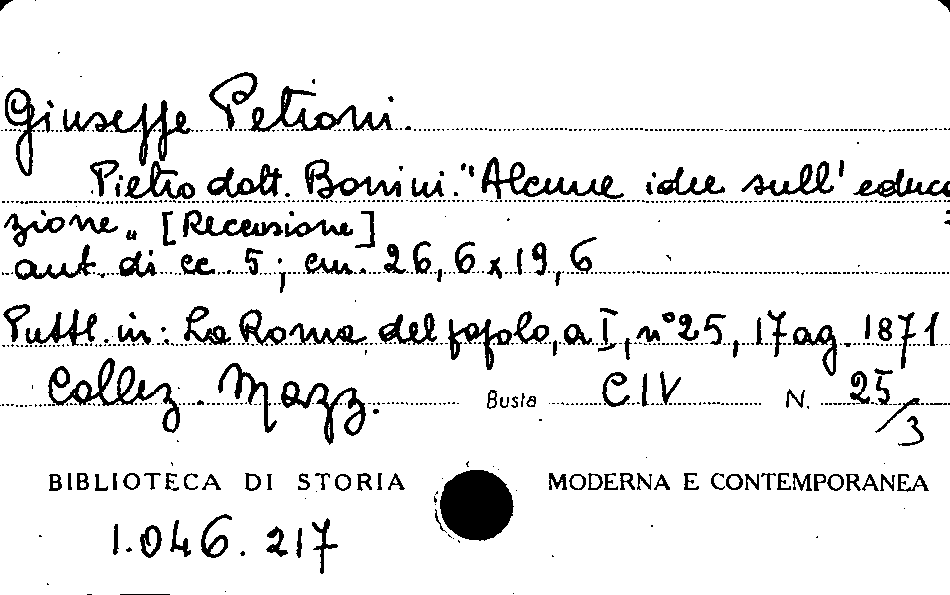 Giuseppe Petroni.
Pietro dott. Bonini. "Alcune idee sull' educa
zione„ [Recensione]
aut. di cc. 5; cm. 26,6 x 19,6
Pubbl. in: La Roma del popolo, a I, n° 25, 17 ag. 1871
Collez. Mazz. Busta CIV N. 25/3
BIBLIOTECA DI STORIA MODERNA E CONTEMPORANEA
1.046.217